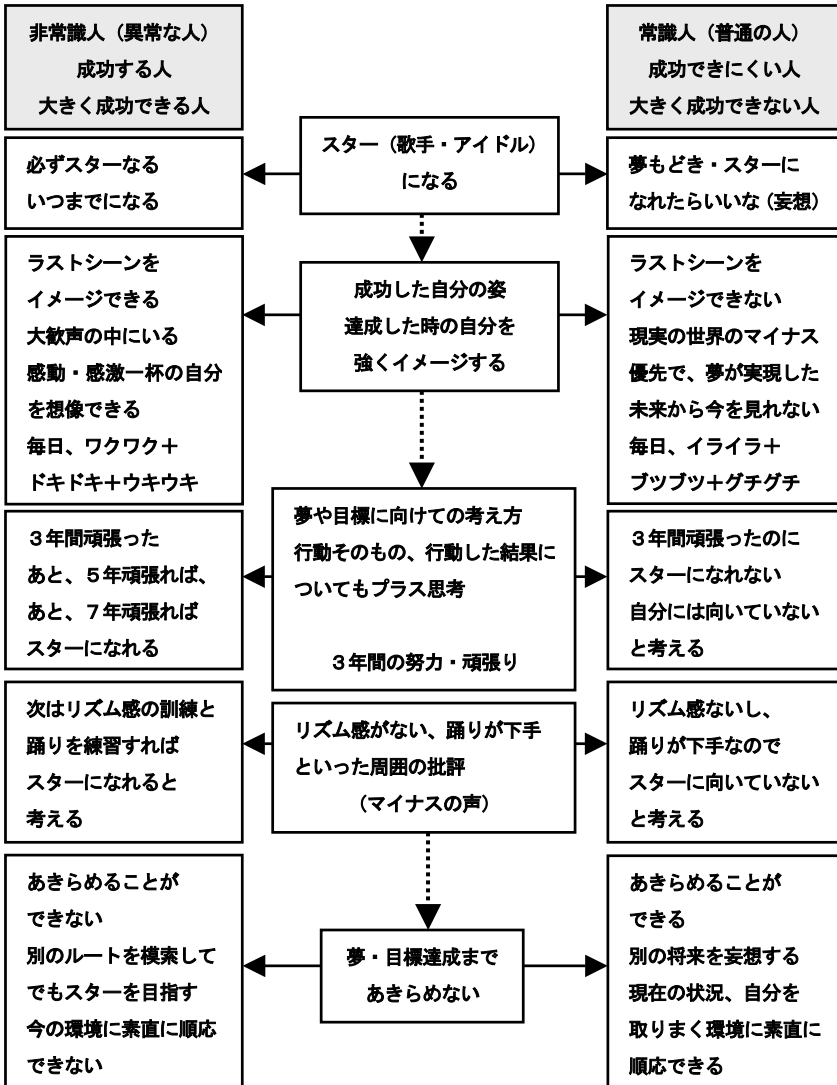 非常識人（異常な人）
成功する人
大きく成功できる人
常識人（普通の人）
成功できにくい人
大きく成功できない人
スター（歌手・アイドル）
になる
必ずスターなる
いつまでになる
夢もどき・スターに
なれたらいいな（妄想）
ラストシーンを
イメージできる
大歓声の中にいる
感動・感激一杯の自分
を想像できる
毎日、ワクワク＋
ドキドキ＋ウキウキ
成功した自分の姿
達成した時の自分を
強くイメージする
ラストシーンを
イメージできない
現実の世界のマイナス
優先で、夢が実現した
未来から今を見れない
毎日、イライラ＋
ブツブツ＋グチグチ
３年間頑張った
あと、５年頑張れば、
あと、７年頑張れば
スターになれる
夢や目標に向けての考え方
行動そのもの、行動した結果に
ついてもプラス思考
３年間の努力・頑張り
３年間頑張ったのに
スターになれない
自分には向いていない
と考える
次はリズム感の訓練と
踊りを練習すれば
スターになれると
考える
リズム感がない、踊りが下手
といった周囲の批評
（マイナスの声）
リズム感ないし、
踊りが下手なので
スターに向いていない
と考える
あきらめることが
できない
別のルートを模索して
でもスターを目指す
今の環境に素直に順応
できない
夢・目標達成まで
あきらめない
あきらめることが
できる
別の将来を妄想する
現在の状況、自分を
取りまく環境に素直に
順応できる